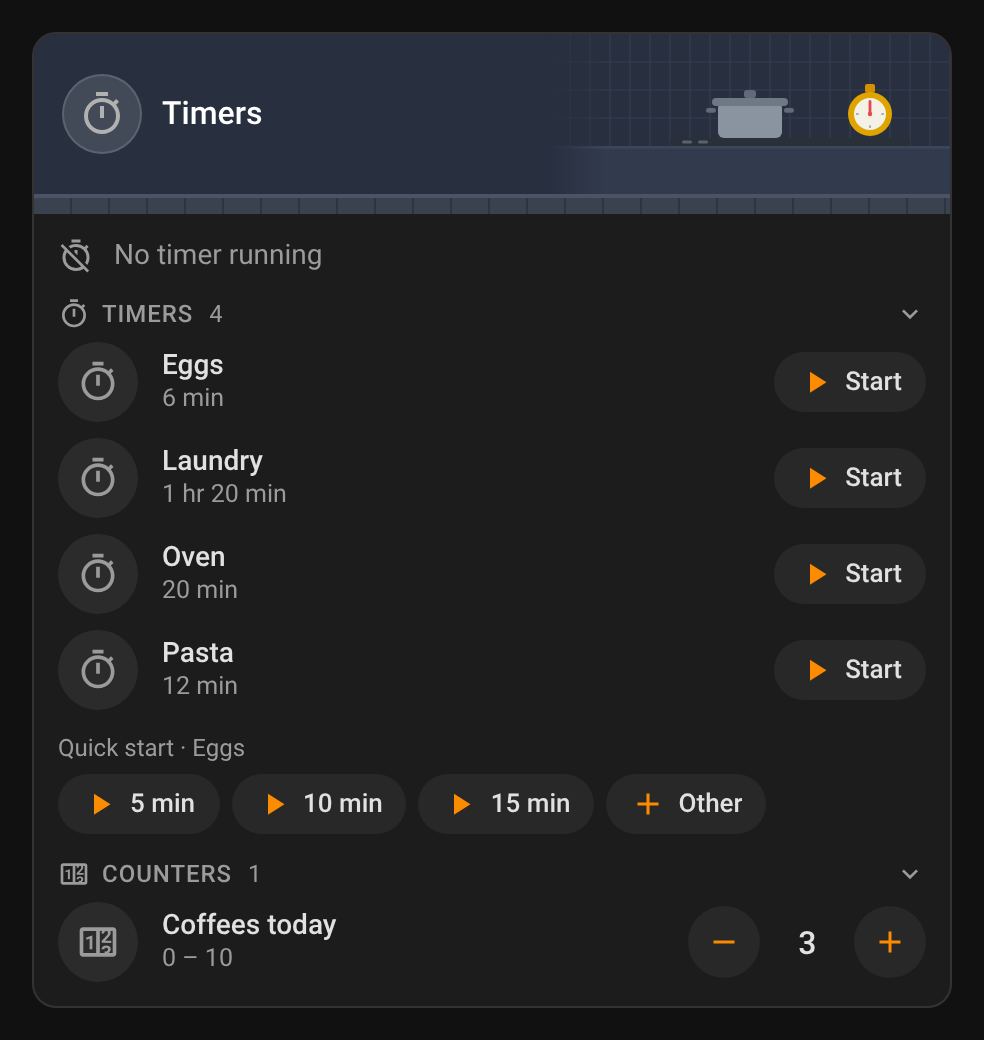 Timers
No timer running
TIMERS 4
Eggs
6 min
Start
Laundry
1 hr 20 min
Start
Oven
20 min
Start
Pasta
12 min
Start
Quick start · Eggs
5 min
10 min
15 min
Other
COUNTERS 1
Coffees today
0 – 10
3